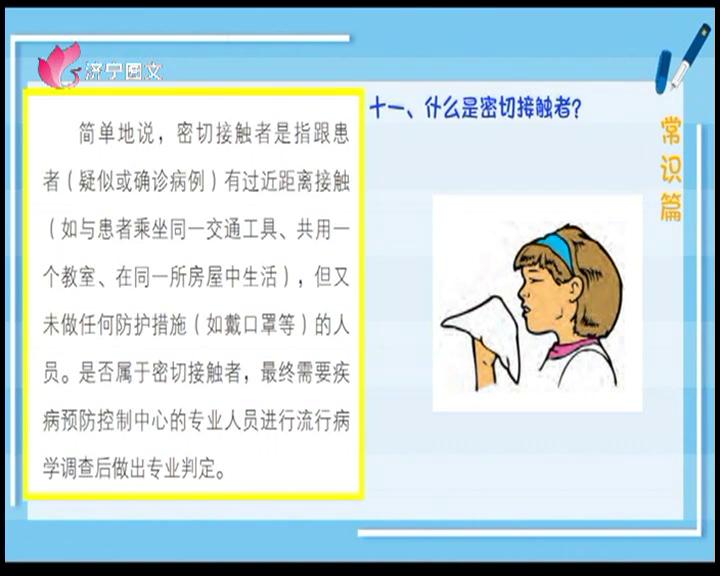 济宁图文
十一、什么是密切接触者?
简单地说，密切接触者是指跟患
者（疑似或确诊病例）有过近距离接触
（如与患者乘坐同一交通工具、共用一
个教室、在同一所房屋中生活），但又
未做任何防护措施（如戴口罩等）的人
员。是否属于密切接触者，最终需要疾
病预防控制中心的专业人员进行流行病
学调查后做出专业判定。
常识篇